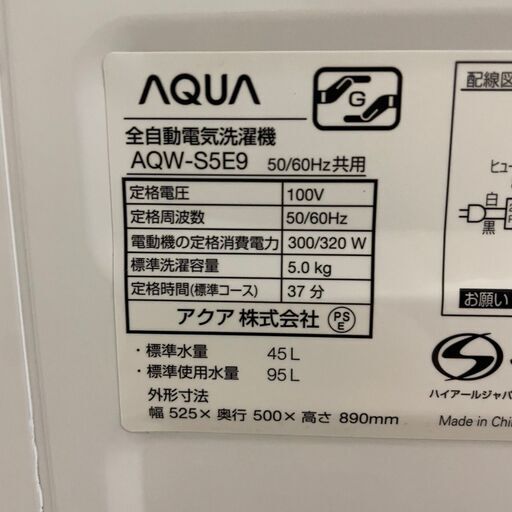 AQUA
G
全自動電気洗濯機
AQW-S5E9 50/60Hz共用
定格電圧 100V
定格周波数 50/60Hz
電動機の定格消費電力 300/320 W
標準洗濯容量 5.0 kg
定格時間(標準コース) 37 分
アクア株式会社 PS E
・標準水量 45 L
・標準使用水量 95 L
外形寸法
幅 525× 奥行 500× 高さ 890mm
配線図
ヒュー
白
黒
お願い
S
ハイアールジャパ
Made in Chin